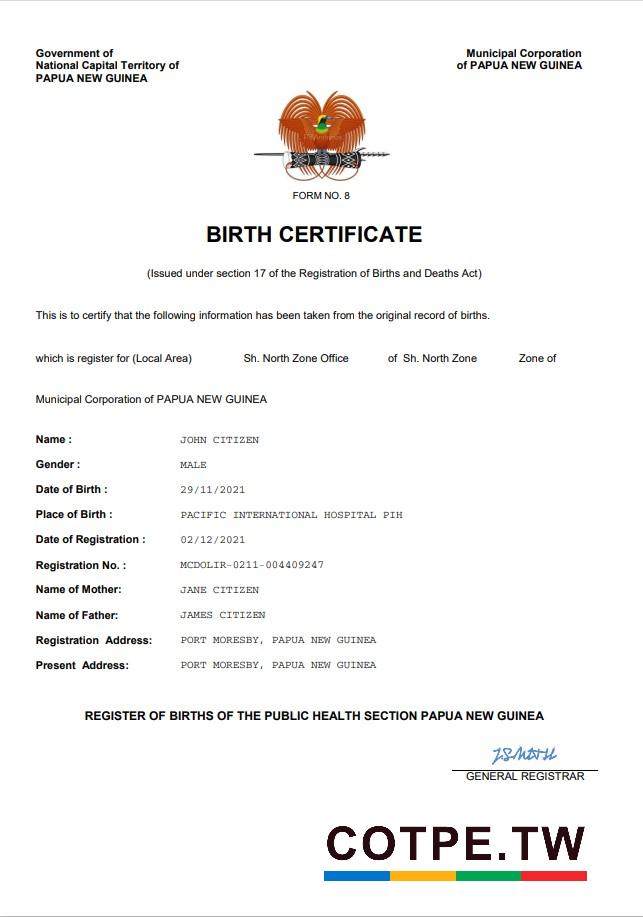 Government of
National Capital Territory of
PAPUA NEW GUINEA
Municipal Corporation
of PAPUA NEW GUINEA
FORM NO. 8
BIRTH CERTIFICATE
(Issued under section 17 of the Registration of Births and Deaths Act)
This is to certify that the following information has been taken from the original record of births.
which is register for (Local Area) Sh. North Zone Office of Sh. North Zone Zone of
Municipal Corporation of PAPUA NEW GUINEA
Name : JOHN CITIZEN
Gender : MALE
Date of Birth : 29/11/2021
Place of Birth : PACIFIC INTERNATIONAL HOSPITAL PIH
Date of Registration : 02/12/2021
Registration No. : MCDOLIR-0211-004409247
Name of Mother: JANE CITIZEN
Name of Father: JAMES CITIZEN
Registration Address: PORT MORESBY, PAPUA NEW GUINEA
Present Address: PORT MORESBY, PAPUA NEW GUINEA
REGISTER OF BIRTHS OF THE PUBLIC HEALTH SECTION PAPUA NEW GUINEA
GENERAL REGISTRAR
COTPE.TW